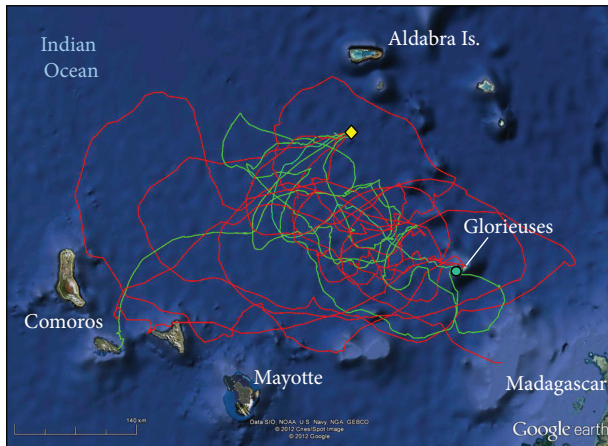 Indian
Ocean
Aldabra Is.
Glorieuses
Comoros
Mayotte
Madagascar
140 km
Data SIO, NOAA, U.S. Navy, NGA, GEBCO
© 2012 Cnes/Spot Image
© 2012 Google
Google earth